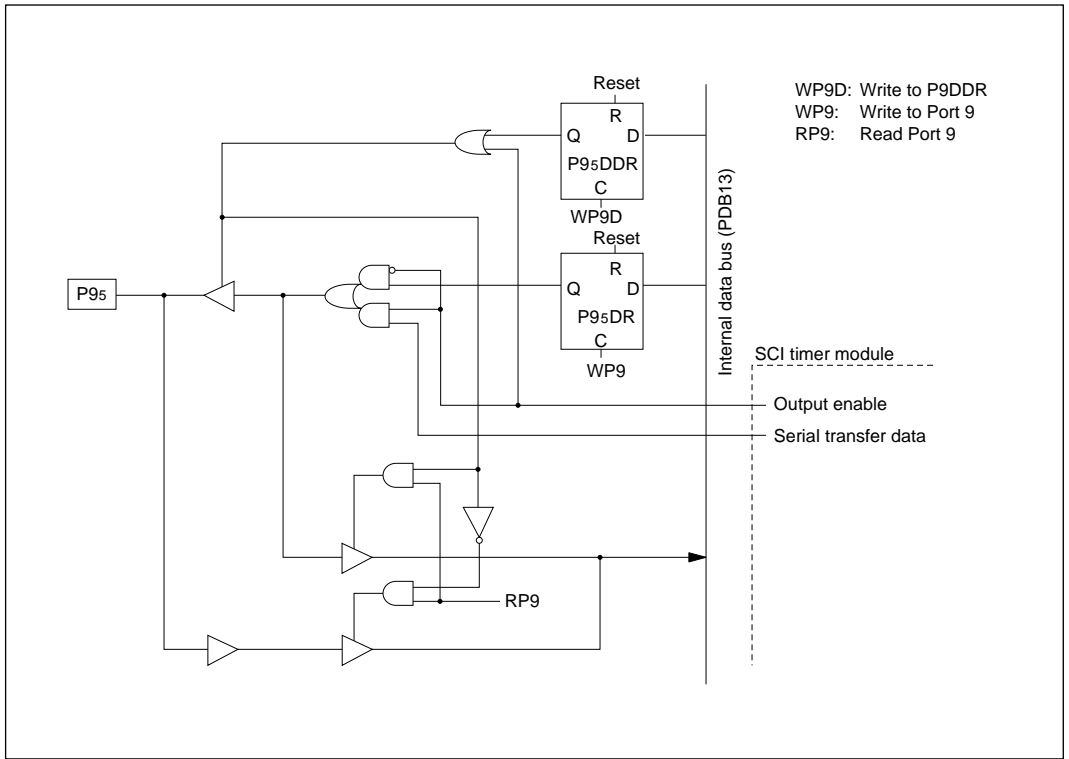 Reset
R
Q
D
P95DDR
C
WP9D
WP9D: Write to P9DDR
WP9: Write to Port 9
RP9: Read Port 9
Internal data bus (PDB13)
Reset
R
Q
D
P95DR
C
WP9
P95
SCI timer module
Output enable
Serial transfer data
RP9